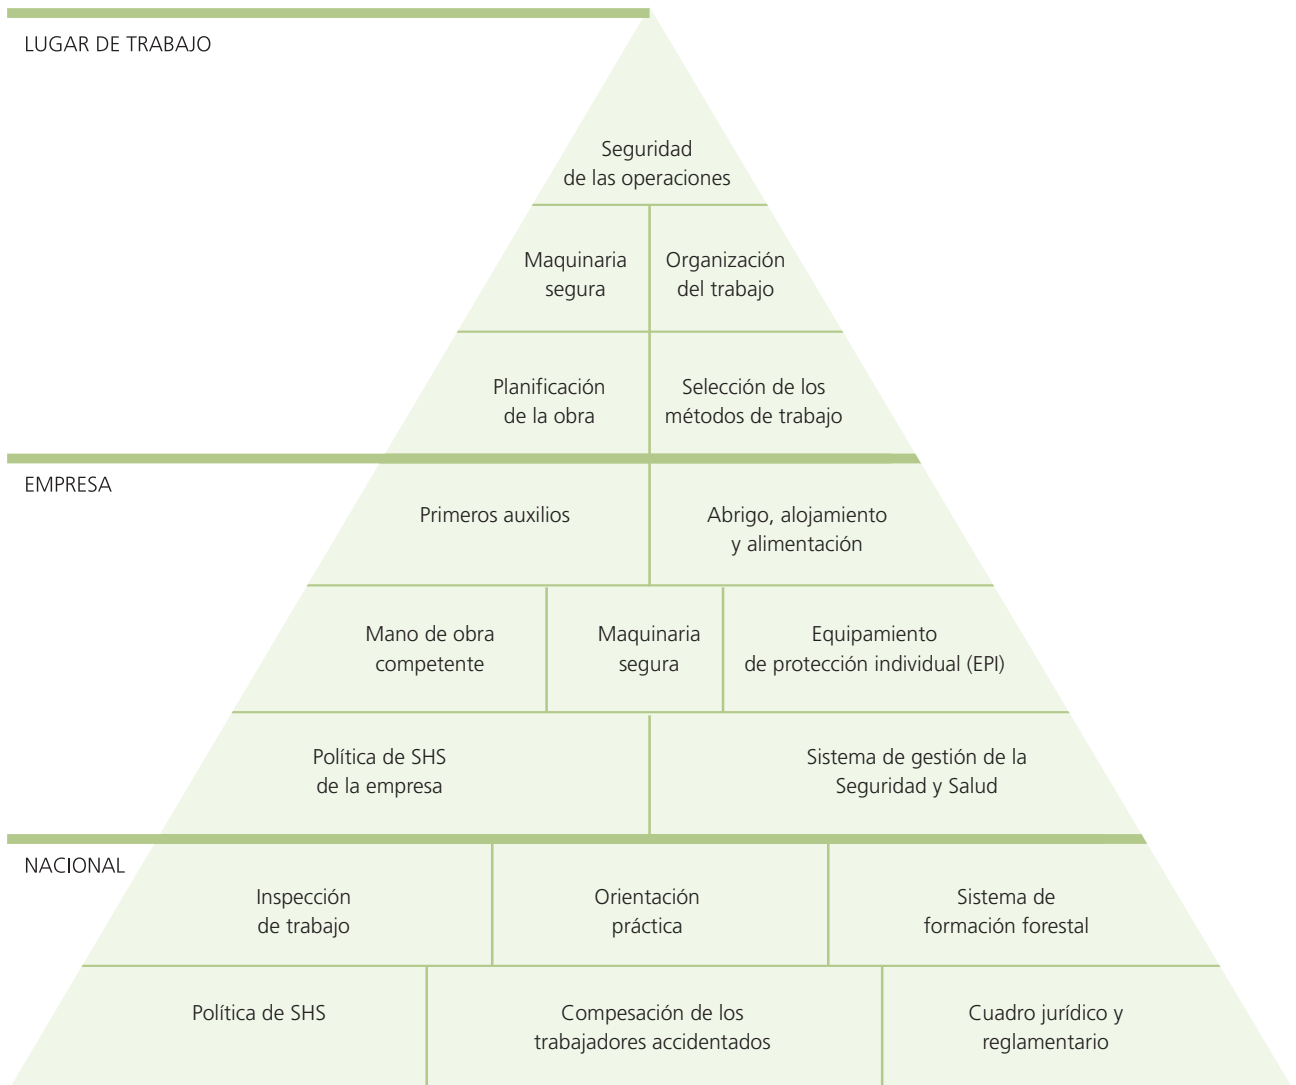 LUGAR DE TRABAJO
Seguridad
de las operaciones
Maquinaria
segura
Organización
del trabajo
Planificación
de la obra
Selección de los
métodos de trabajo
EMPRESA
Primeros auxilios
Abrigo, alojamiento
y alimentación
Mano de obra
competente
Maquinaria
segura
Equipamiento
de protección individual (EPI)
Política de SHS
de la empresa
Sistema de gestión de la
Seguridad y Salud
NACIONAL
Inspección
de trabajo
Orientación
práctica
Sistema de
formación forestal
Política de SHS
Compesación de los
trabajadores accidentados
Cuadro jurídico y
reglamentario